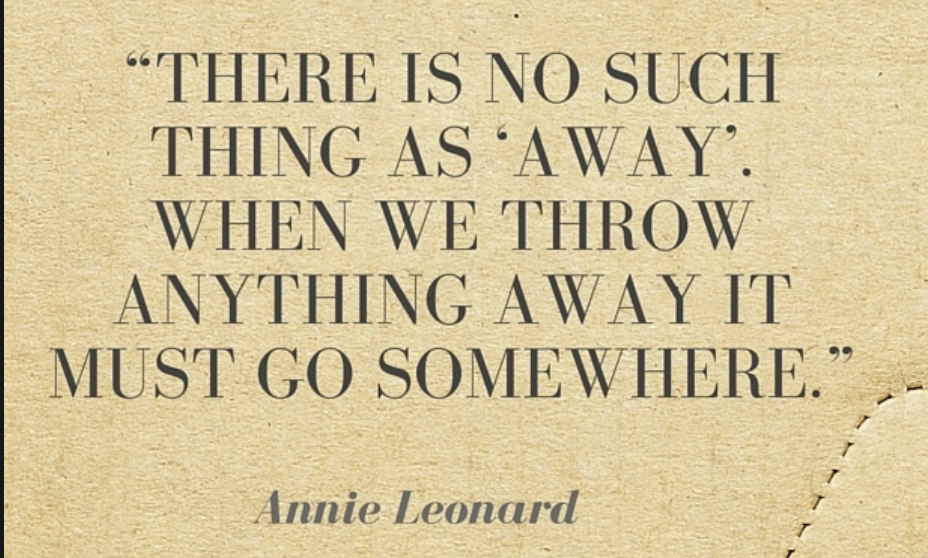 “THERE IS NO SUCH
THING AS ‘AWAY’.
WHEN WE THROW
ANYTHING AWAY IT
MUST GO SOMEWHERE.”
Annie Leonard